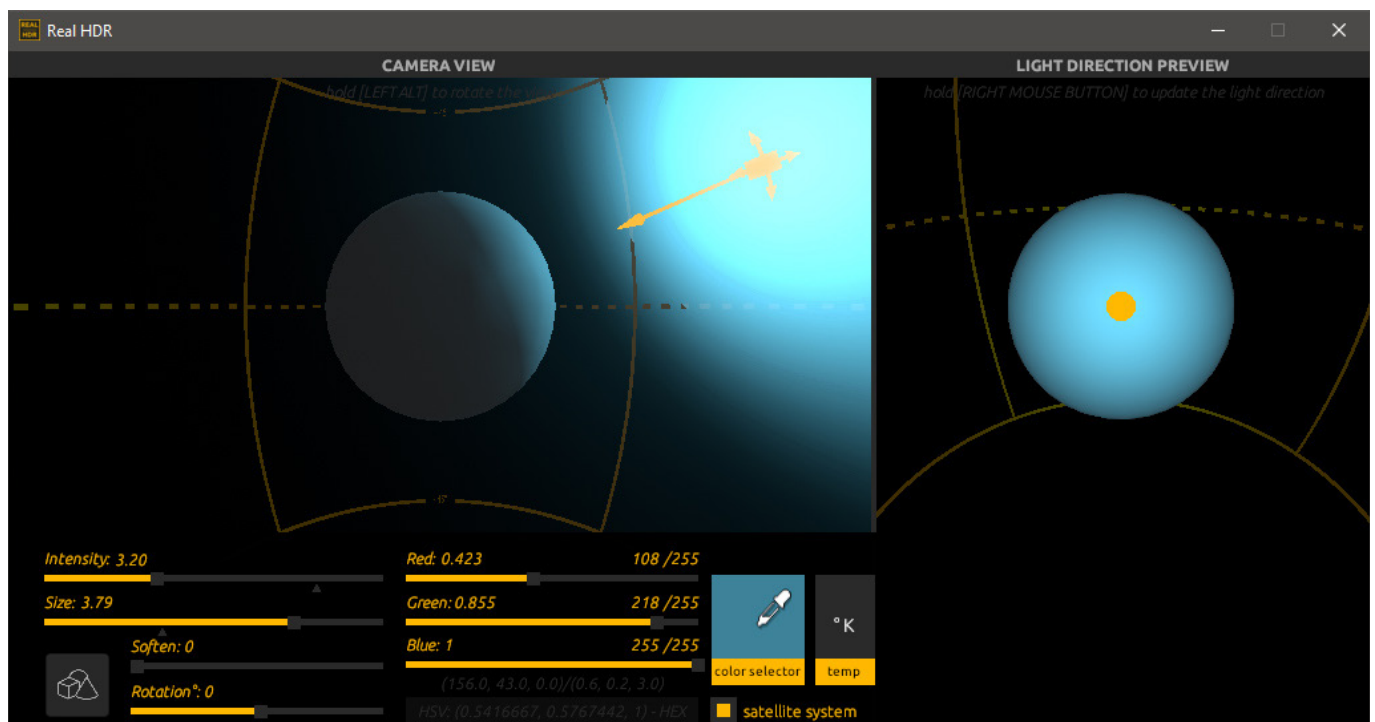 REAL
HDR
Real HDR
CAMERA VIEW
LIGHT DIRECTION PREVIEW
hold [LEFT ALT] to rotate the
hold [RIGHT MOUSE BUTTON] to update the light direction
Intensity: 3.20
Red: 0.423
108 /255
Size: 3.79
Green: 0.855
218 /255
°K
Soften: 0
Blue: 1
255 /255
color selector
temp
Rotation°: 0
(156.0, 43.0, 0.0)/(0.6, 0.2, 3.0)
HSV: (0.5416667, 0.5767442, 1) - HEX
satellite system